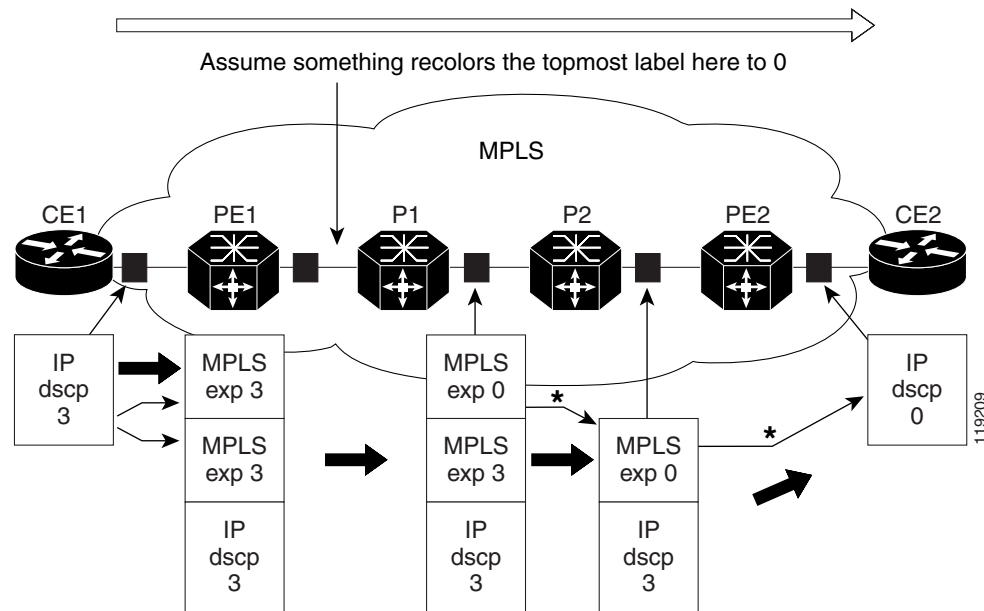 Assume something recolors the topmost label here to 0
MPLS
CE1
PE1
P1
P2
PE2
CE2
IP
dscp
3
MPLS
exp 3
MPLS
exp 3
IP
dscp
3
MPLS
exp 0
MPLS
exp 3
IP
dscp
3
*
MPLS
exp 0
IP
dscp
3
*
IP
dscp
0
119209